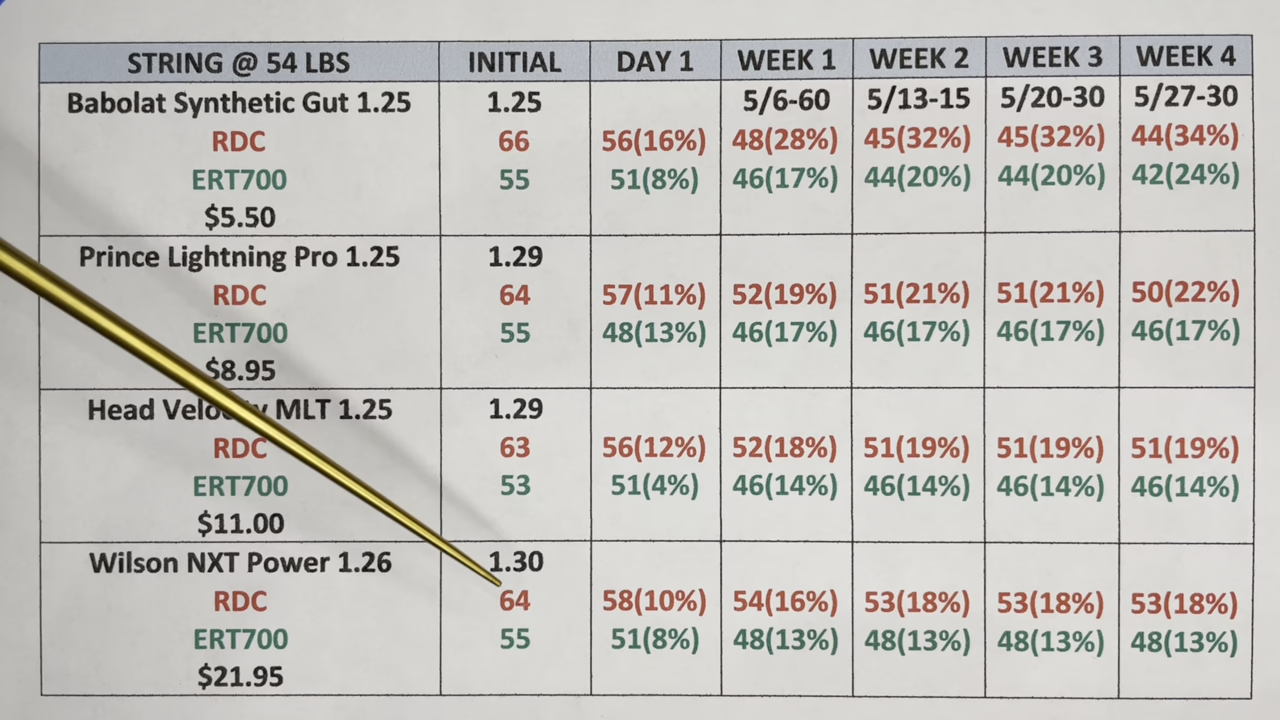 STRING @ 54 LBS INITIAL DAY 1 WEEK 1 WEEK 2 WEEK 3 WEEK 4
Babolat Synthetic Gut 1.25 1.25 5/6-60 5/13-15 5/20-30 5/27-30
RDC 66 56(16%) 48(28%) 45(32%) 45(32%) 44(34%)
ERT700 55 51(8%) 46(17%) 44(20%) 44(20%) 42(24%)
$5.50
Prince Lightning Pro 1.25 1.29
RDC 64 57(11%) 52(19%) 51(21%) 51(21%) 50(22%)
ERT700 55 48(13%) 46(17%) 46(17%) 46(17%) 46(17%)
$8.95
Head Velocity MLT 1.25 1.29
RDC 63 56(12%) 52(18%) 51(19%) 51(19%) 51(19%)
ERT700 53 51(4%) 46(14%) 46(14%) 46(14%) 46(14%)
$11.00
Wilson NXT Power 1.26 1.30
RDC 64 58(10%) 54(16%) 53(18%) 53(18%) 53(18%)
ERT700 55 51(8%) 48(13%) 48(13%) 48(13%) 48(13%)
$21.95